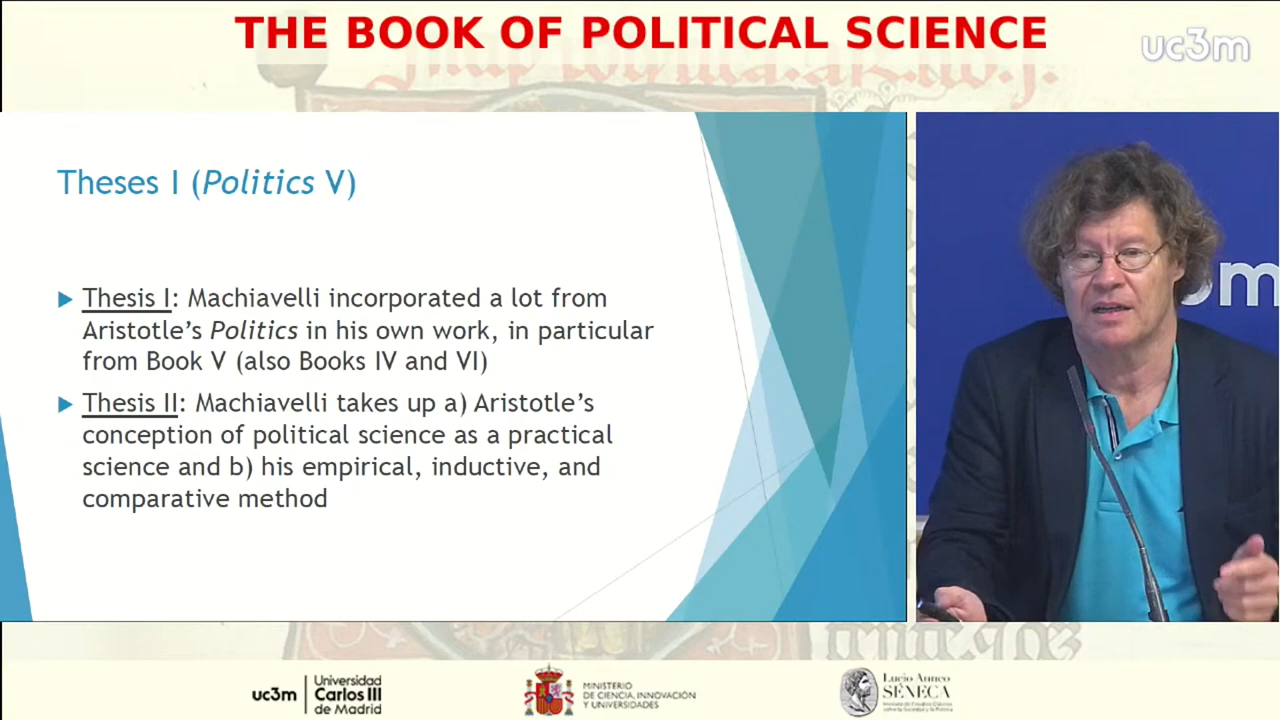 THE BOOK OF POLITICAL SCIENCE
uc3m
Theses I (Politics V)
Thesis I: Machiavelli incorporated a lot from
Aristotle's Politics in his own work, in particular
from Book V (also Books IV and VI)
Thesis II: Machiavelli takes up a) Aristotle's
conception of political science as a practical
science and b) his empirical, inductive, and
comparative method
uc3m
Universidad
Carlos III
de Madrid
MINISTERIO
DE CIENCIA, INNOVACIÓN
Y UNIVERSIDADES
Lucio Anneo
SÉNECA